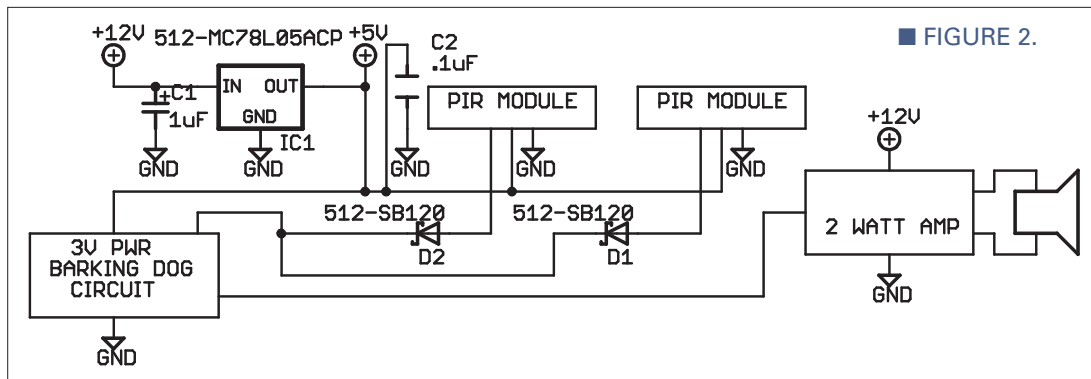 +12V
512-MC78L05ACP
+5V
C2
.1uF
■ FIGURE 2.
+C1
1uF
IN OUT
GND
IC1
PIR MODULE
PIR MODULE
+12V
GND
GND
GND
GND
GND
512-SB120
512-SB120
D2
D1
3V PWR
BARKING DOG
CIRCUIT
2 WATT AMP
GND
GND